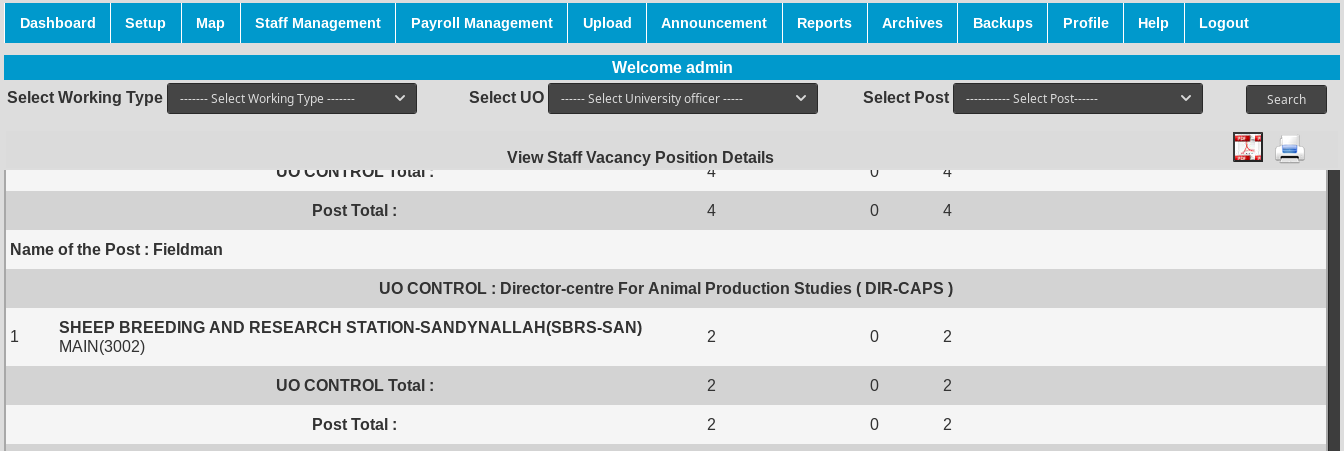 Dashboard Setup Map Staff Management Payroll Management Upload Announcement Reports Archives Backups Profile Help Logout
Welcome admin
Select Working Type ------- Select Working Type ------- Select UO ------ Select University officer ----- Select Post ----------- Select Post------ Search
View Staff Vacancy Position Details
UO CONTROL Total : 4 0 4
Post Total : 4 0 4
Name of the Post : Fieldman
UO CONTROL : Director-centre For Animal Production Studies ( DIR-CAPS )
1 SHEEP BREEDING AND RESEARCH STATION-SANDYNALLAH(SBRS-SAN) 2 0 2
MAIN(3002)
UO CONTROL Total : 2 0 2
Post Total : 2 0 2